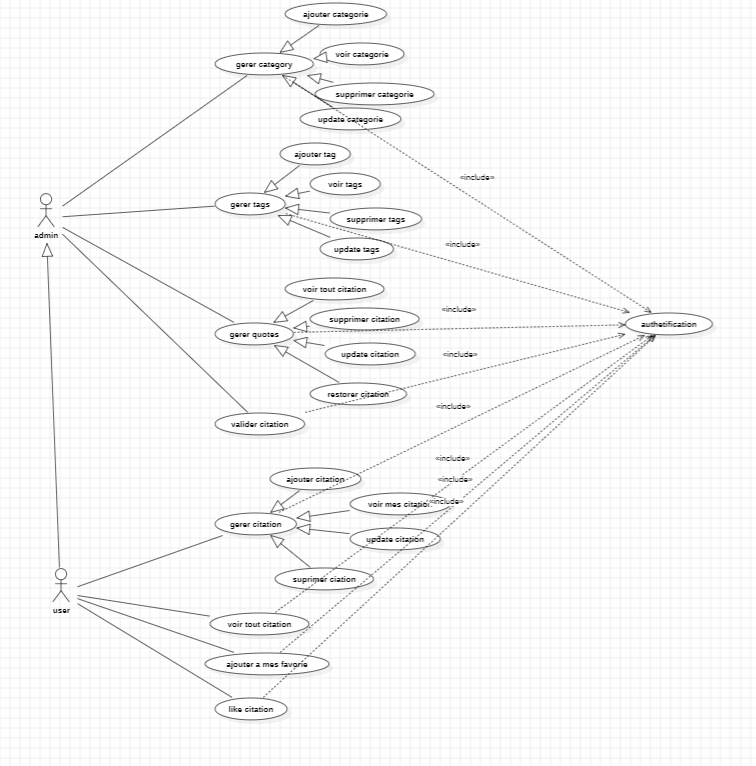 ajouter categorie
voir categorie
gerer category
supprimer categorie
update categorie
ajouter tag
«include»
voir tags
gerer tags
supprimer tags
admin
update tags
«include»
voir tout citation
«include»
supprimer citation
authetification
gerer quotes
update citation
«include»
restorer citation
«include»
valider citation
«include»
ajouter citation
«include»
voir mes citation
«include»
gerer citation
update citation
suprimer ciation
user
voir tout citation
ajouter a mes favorie
like citation